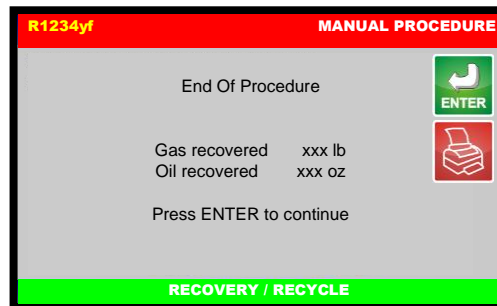 R1234yf MANUAL PROCEDURE
End Of Procedure
ENTER
Gas recovered xxx lb
Oil recovered xxx oz
Press ENTER to continue
RECOVERY / RECYCLE